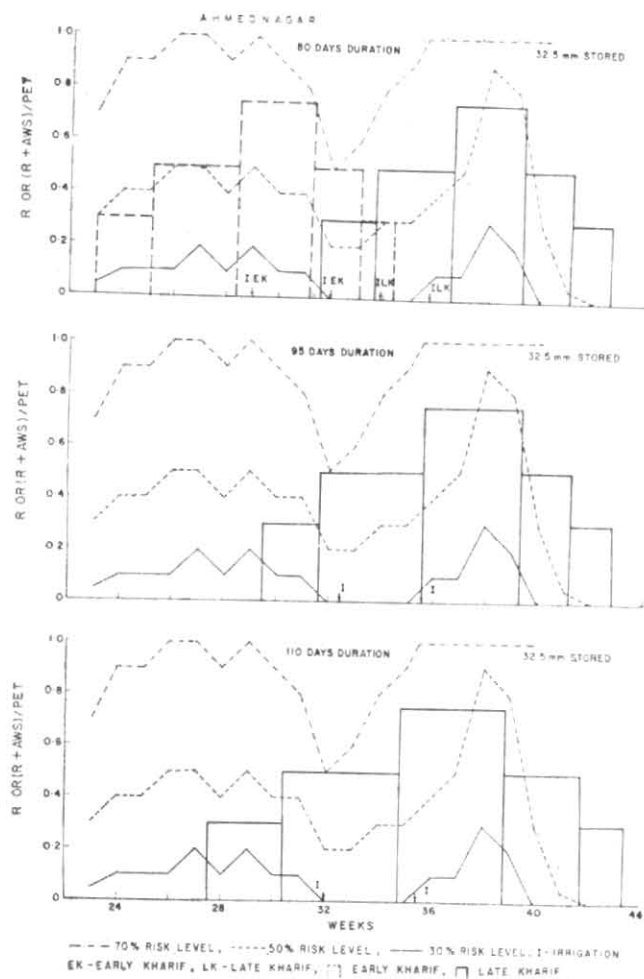 AHMEDNAGAR
1.0
80 DAYS DURATION
32.5 mm STORED
0.8
0.6
0.4
0.2
0
R OR (R + AWS)/PET
I EK
I EK
ILK
ILK
1.0
95 DAYS DURATION
32.5 mm STORED
0.8
0.6
0.4
0.2
0
R OR (R + AWS)/PET
I
I
1.0
110 DAYS DURATION
32.5 mm STORED
0.8
0.6
0.4
0.2
0
R OR (R + AWS)/PET
I
I
24 28 32 36 40 44
WEEKS
70% RISK LEVEL, 50% RISK LEVEL, 30% RISK LEVEL, I-IRRIGATION
EK-EARLY KHARIF, LK-LATE KHARIF, EARLY KHARIF, LATE KHARIF